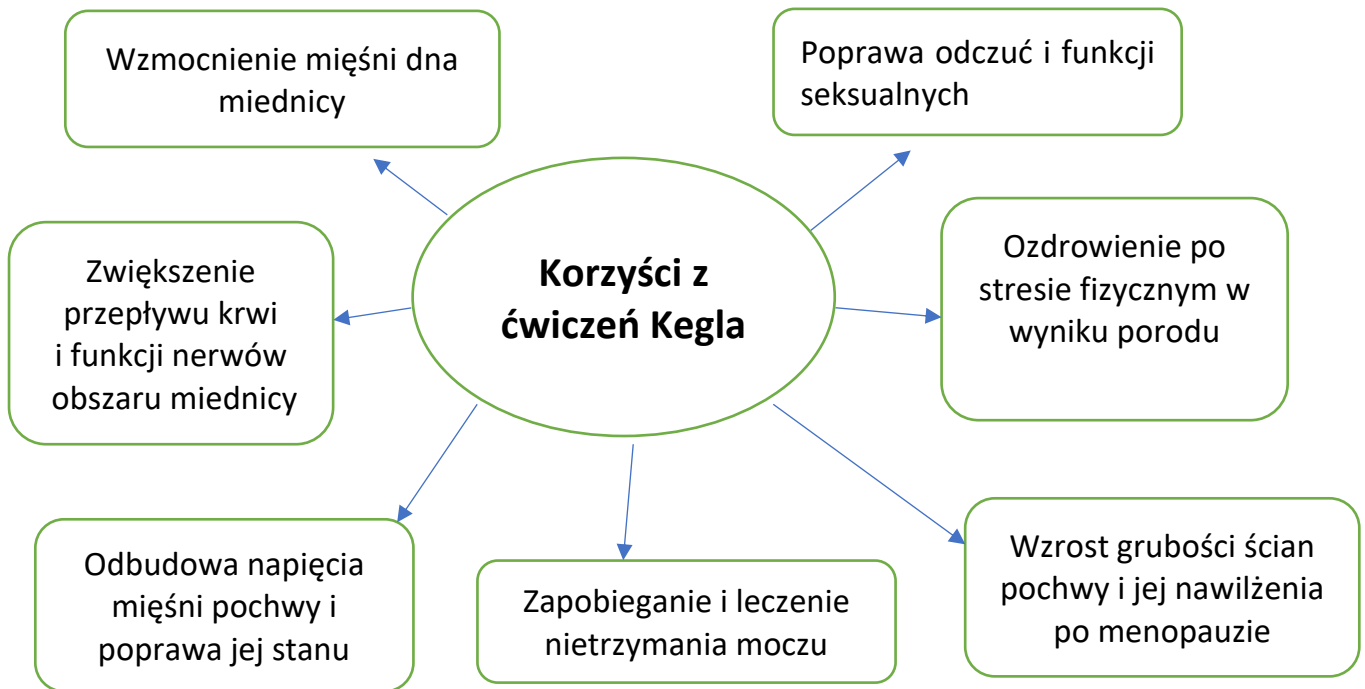 Wzmocnienie mięśni dna
miednicy
Poprawa odczuć i funkcji
seksualnych
Korzyści z
ćwiczeń Kegla
Zwiększenie
przepływu krwi
i funkcji nerwów
obszaru miednicy
Ozdrowienie po
stresie fizycznym w
wyniku porodu
Odbudowa napięcia
mięśni pochwy i
poprawa jej stanu
Zapobieganie i leczenie
nietrzymania moczu
Wzrost grubości ścian
pochwy i jej nawilżenia
po menopauzie